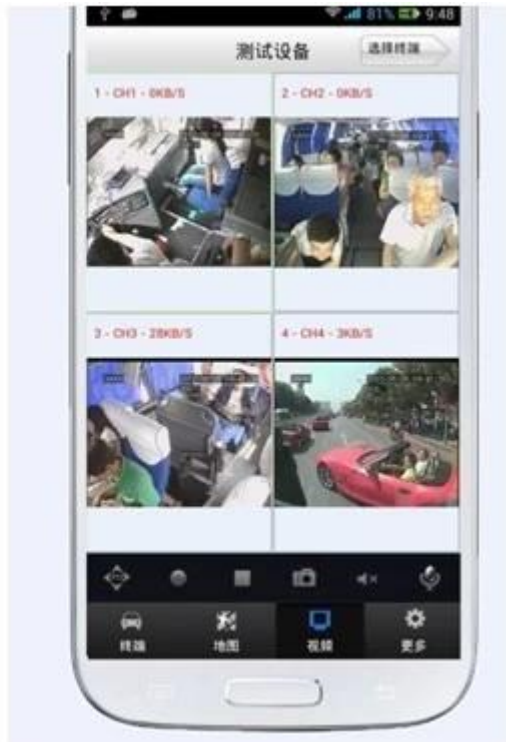 81% 9:48
测试设备
选择终端
1 - CH1 - 0KB/S
2 - CH2 - 0KB/S
3 - CH3 - 28KB/S
4 - CH4 - 3KB/S
终端
地图
视频
更多